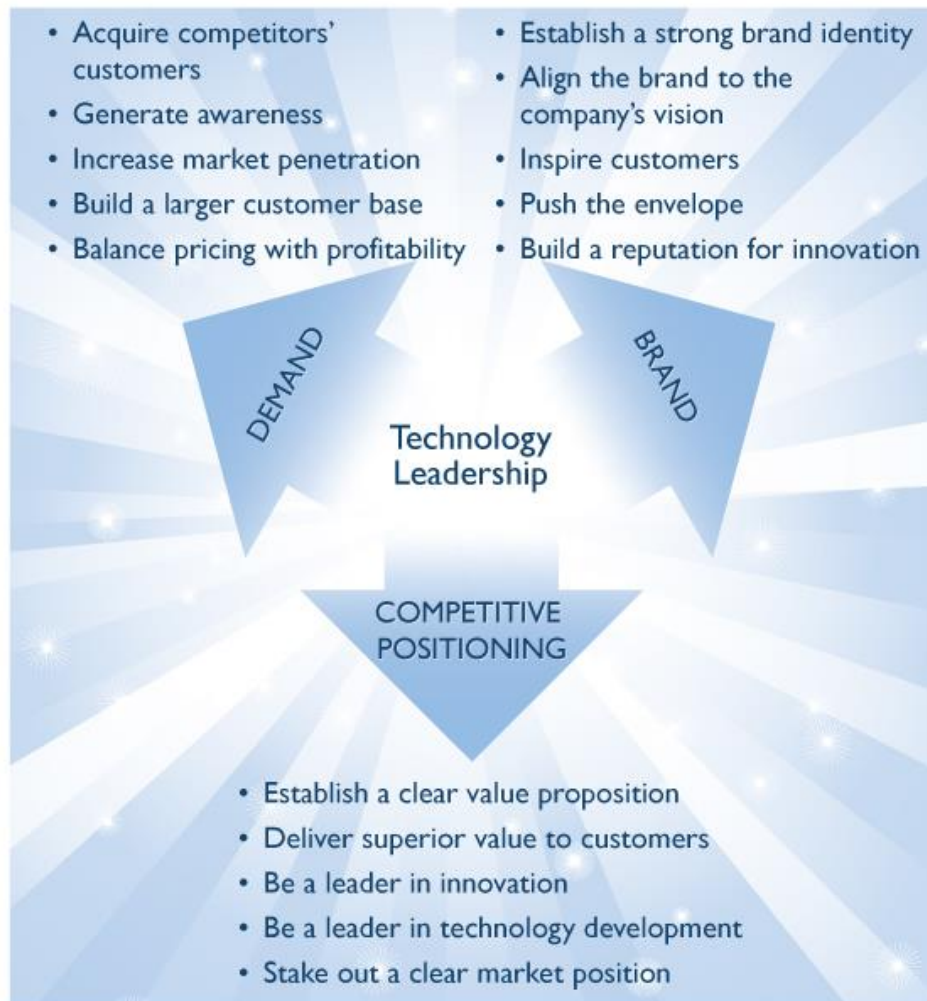 • Acquire competitors’
customers
• Generate awareness
• Increase market penetration
• Build a larger customer base
• Balance pricing with profitability
• Establish a strong brand identity
• Align the brand to the
company’s vision
• Inspire customers
• Push the envelope
• Build a reputation for innovation
DEMAND
BRAND
Technology
Leadership
COMPETITIVE
POSITIONING
• Establish a clear value proposition
• Deliver superior value to customers
• Be a leader in innovation
• Be a leader in technology development
• Stake out a clear market position